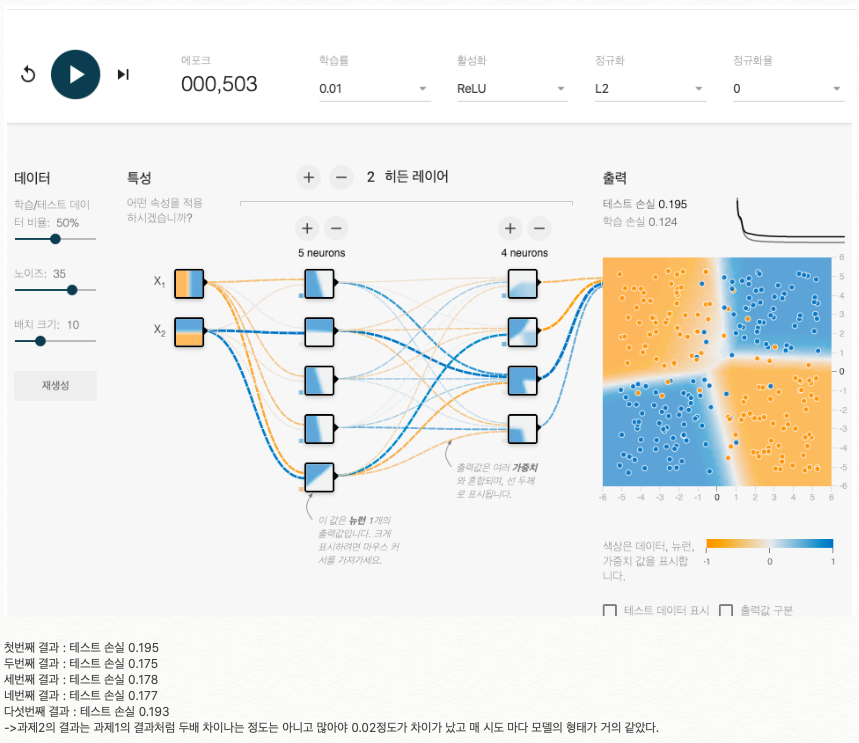 에포크
000,503
학습률
0.01
활성화
ReLU
정규화
L2
정규화율
0
데이터
학습/테스트 데이
터 비율: 50%
노이즈: 35
배치 크기: 10
재생성
특성
어떤 속성을 적용
하시겠습니까?
X1
X2
+ − 2 히든 레이어
+ −
5 neurons
+ −
4 neurons
이 값은 뉴런 1개의
출력값입니다. 크게
표시하려면 마우스 커
서를 가져가세요.
출력값은 여러 가중치
와 혼합되며, 선 두께
로 표시됩니다.
출력
테스트 손실 0.195
학습 손실 0.124
6
5
4
3
2
1
0
-1
-2
-3
-4
-5
-6
-6 -5 -4 -3 -2 -1 0 1 2 3 4 5 6
색상은 데이터, 뉴런,
가중치 값을 표시합
니다.
-1 0 1
테스트 데이터 표시 출력값 구분
첫번째 결과 : 테스트 손실 0.195
두번째 결과 : 테스트 손실 0.175
세번째 결과 : 테스트 손실 0.178
네번째 결과 : 테스트 손실 0.177
다섯번째 결과 : 테스트 손실 0.193
->과제2의 결과는 과제1의 결과처럼 두배 차이나는 정도는 아니고 많아야 0.02정도가 차이가 났고 매 시도 마다 모델의 형태가 거의 같았다.